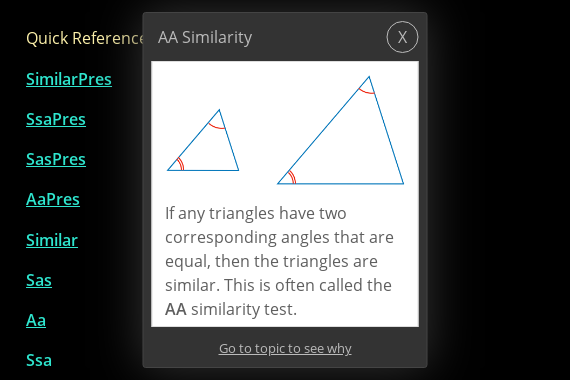 Quick Reference
AA Similarity
X
SimilarPres
SsaPres
SasPres
AaPres
Similar
Sas
Aa
Ssa
If any triangles have two
corresponding angles that are
equal, then the triangles are
similar. This is often called the
AA similarity test.
Go to topic to see why